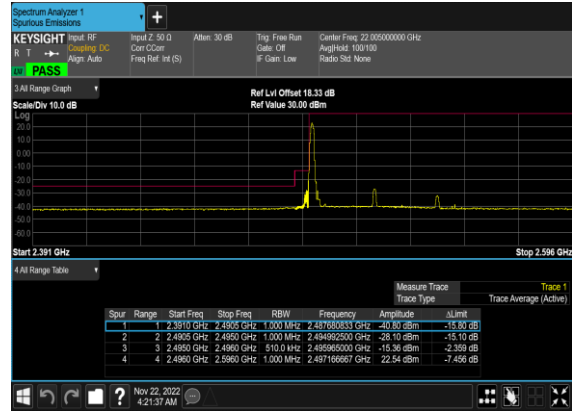 Spectrum Analyzer 1
Spurious Emissions
KEYSIGHT Input: RF Input Z: 50 Ω Atten: 30 dB Trig: Free Run Center Freq: 22.005000000 GHz
R T Coupling: DC Corr CCorr Gate: Off Avg|Hold: 100/100
Align: Auto Freq Ref: Int (S) IF Gain: Low Radio Std: None
LM PASS
3 All Range Graph
Ref Lvl Offset 18.33 dB
Scale/Div 10.0 dB Ref Value 30.00 dBm
Log
20.0
10.0
0.00
-10.0
-20.0
-30.0
-40.0
-50.0
-60.0
Start 2.391 GHz Stop 2.596 GHz
4 All Range Table
Measure Trace Trace 1
Trace Type Trace Average (Active)
Spur Range Start Freq Stop Freq RBW Frequency Amplitude ΔLimit
1 1 2.3910 GHz 2.4905 GHz 1.000 MHz 2.487680833 GHz -40.80 dBm -15.80 dB
2 2 2.4905 GHz 2.4950 GHz 1.000 MHz 2.494992500 GHz -28.10 dBm -15.10 dB
3 3 2.4950 GHz 2.4960 GHz 510.0 kHz 2.495965000 GHz -15.36 dBm -2.359 dB
4 4 2.4960 GHz 2.5960 GHz 1.000 MHz 2.497166667 GHz 22.54 dBm -7.456 dB
Nov 22, 2022
4:21:37 AM